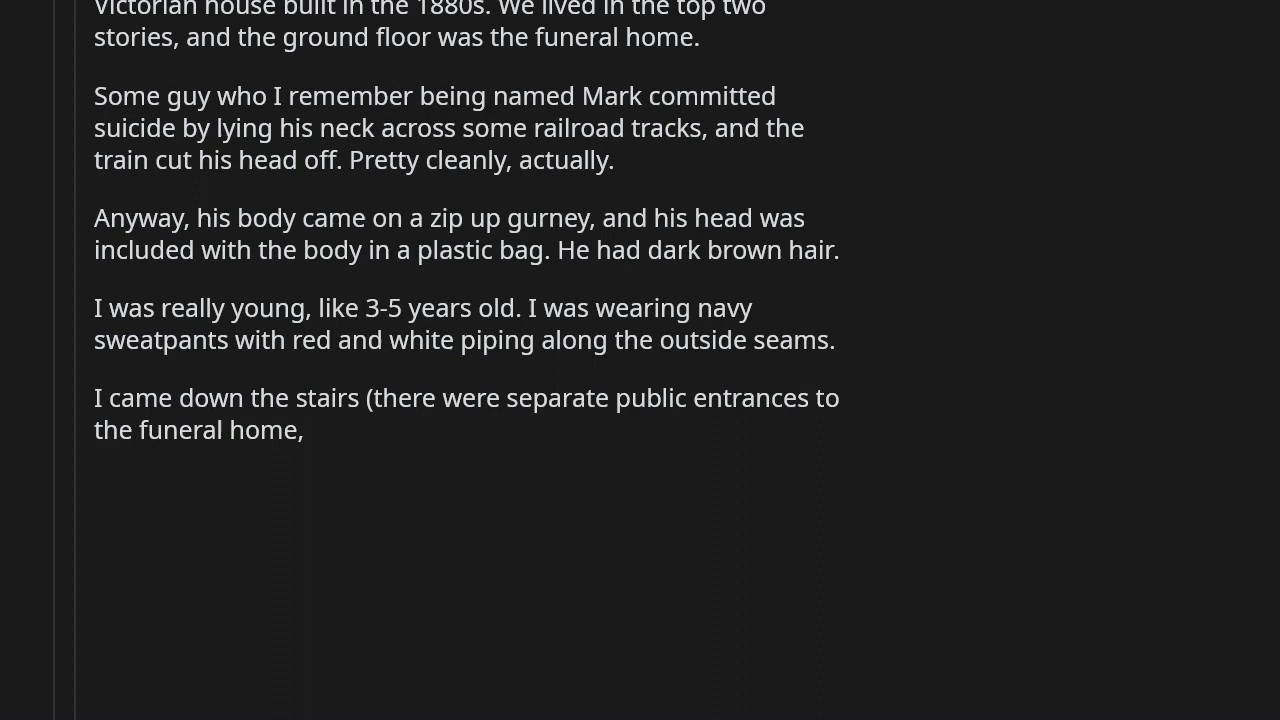 Victorian house built in the 1880s. We lived in the top two
stories, and the ground floor was the funeral home.
Some guy who I remember being named Mark committed
suicide by lying his neck across some railroad tracks, and the
train cut his head off. Pretty cleanly, actually.
Anyway, his body came on a zip up gurney, and his head was
included with the body in a plastic bag. He had dark brown hair.
I was really young, like 3-5 years old. I was wearing navy
sweatpants with red and white piping along the outside seams.
I came down the stairs (there were separate public entrances to
the funeral home,